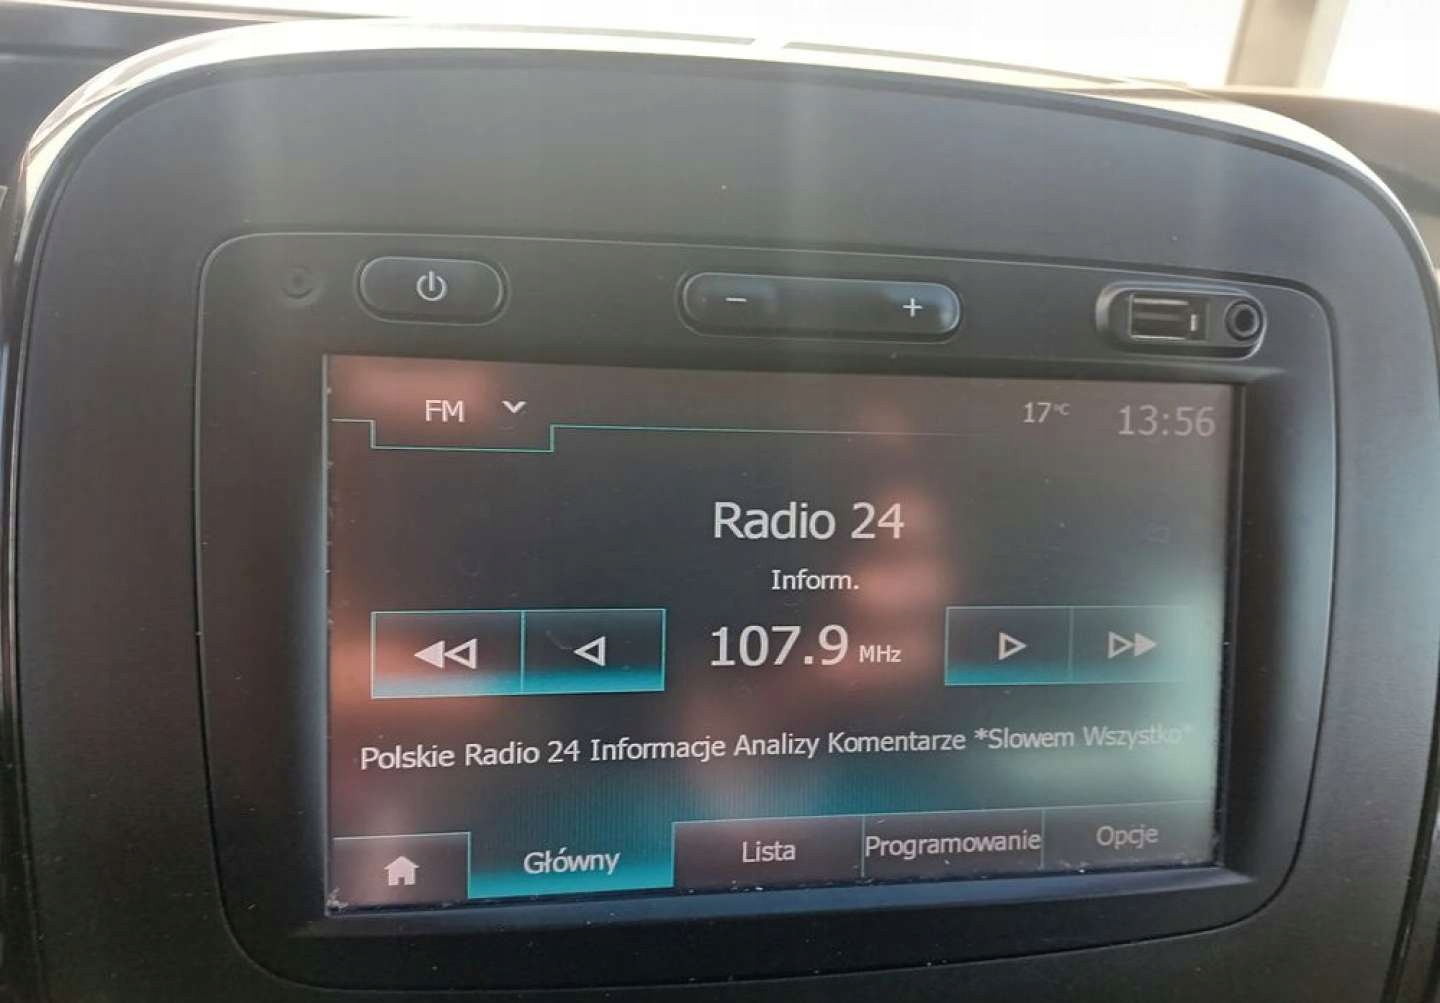 FM
17°C 13:56
Radio 24
Inform.
107.9 MHz
Polskie Radio 24 Informacje Analizy Komentarze *Slowem Wszystko*
Główny Lista Programowanie Opcje